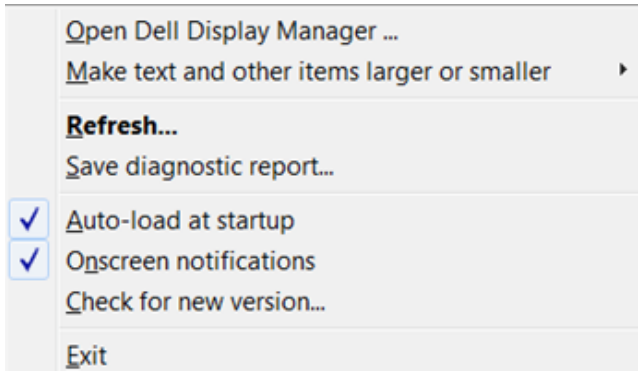 Open Dell Display Manager ...
Make text and other items larger or smaller
Refresh...
Save diagnostic report...
Auto-load at startup
Onscreen notifications
Check for new version...
Exit